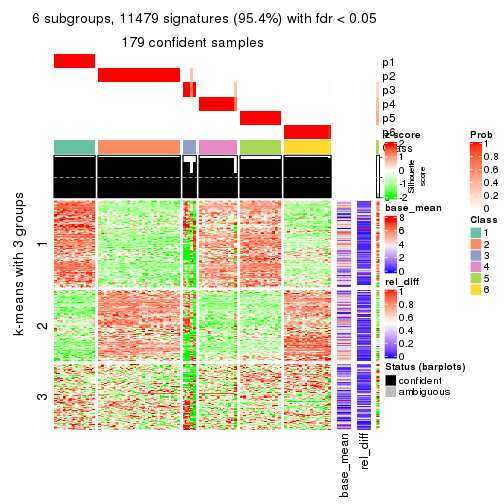 6 subgroups, 11479 signatures (95.4%) with fdr < 0.05
179 confident samples
p1
p2
p3
p4
p5
p6
Class
Silhouette
score
k-means with 3 groups
1
2
3
base_mean
rel_diff
z-score
2
1
0
-1
-2
base_mean
8
6
4
2
0
rel_diff
1
0.8
0.6
0.4
0.2
0
Status (barplots)
confident
ambiguous
Prob
1
0.8
0.6
0.4
0.2
0
Class
1
2
3
4
5
6